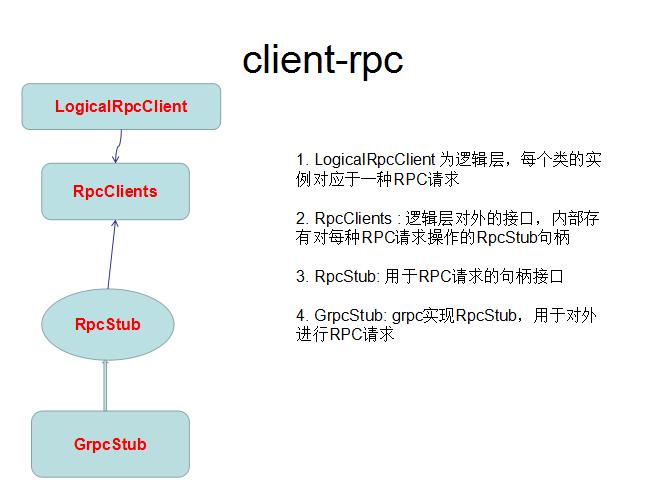 client-rpc
LogicalRpcClient
RpcClients
RpcStub
GrpcStub
1. LogicalRpcClient 为逻辑层，每个类的实
例对应于一种RPC请求
2. RpcClients : 逻辑层对外的接口，内部存
有对每种RPC请求操作的RpcStub句柄
3. RpcStub: 用于RPC请求的句柄接口
4. GrpcStub: grpc实现RpcStub，用于对外
进行RPC请求